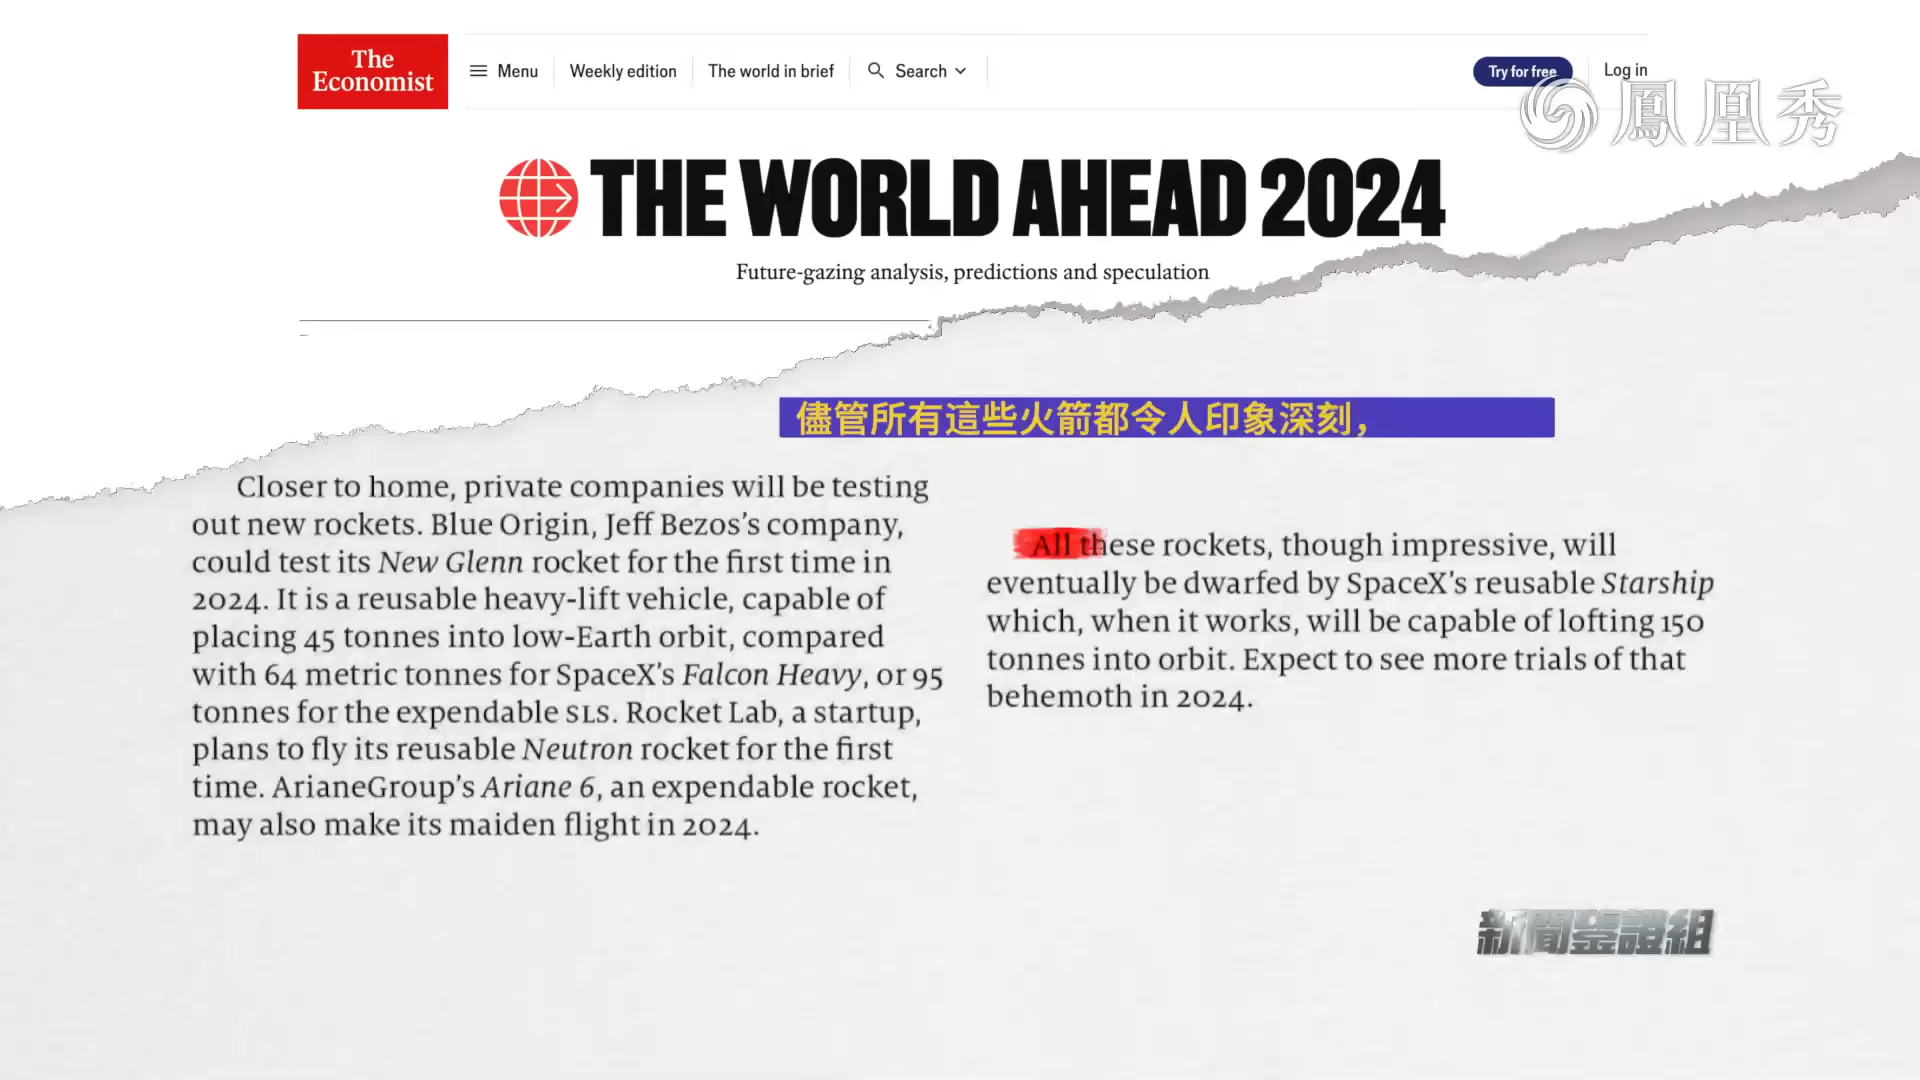 The
Economist
Menu
Weekly edition
The world in brief
Search
Try for free
Log in
鳳凰秀
THE WORLD AHEAD 2024
Future-gazing analysis, predictions and speculation
儘管所有這些火箭都令人印象深刻，
Closer to home, private companies will be testing
out new rockets. Blue Origin, Jeff Bezos’s company,
could test its New Glenn rocket for the first time in
2024. It is a reusable heavy-lift vehicle, capable of
placing 45 tonnes into low-Earth orbit, compared
with 64 metric tonnes for SpaceX’s Falcon Heavy, or 95
tonnes for the expendable SLS. Rocket Lab, a startup,
plans to fly its reusable Neutron rocket for the first
time. ArianeGroup’s Ariane 6, an expendable rocket,
may also make its maiden flight in 2024.
All these rockets, though impressive, will
eventually be dwarfed by SpaceX’s reusable Starship
which, when it works, will be capable of lofting 150
tonnes into orbit. Expect to see more trials of that
behemoth in 2024.
新聞鑒證組